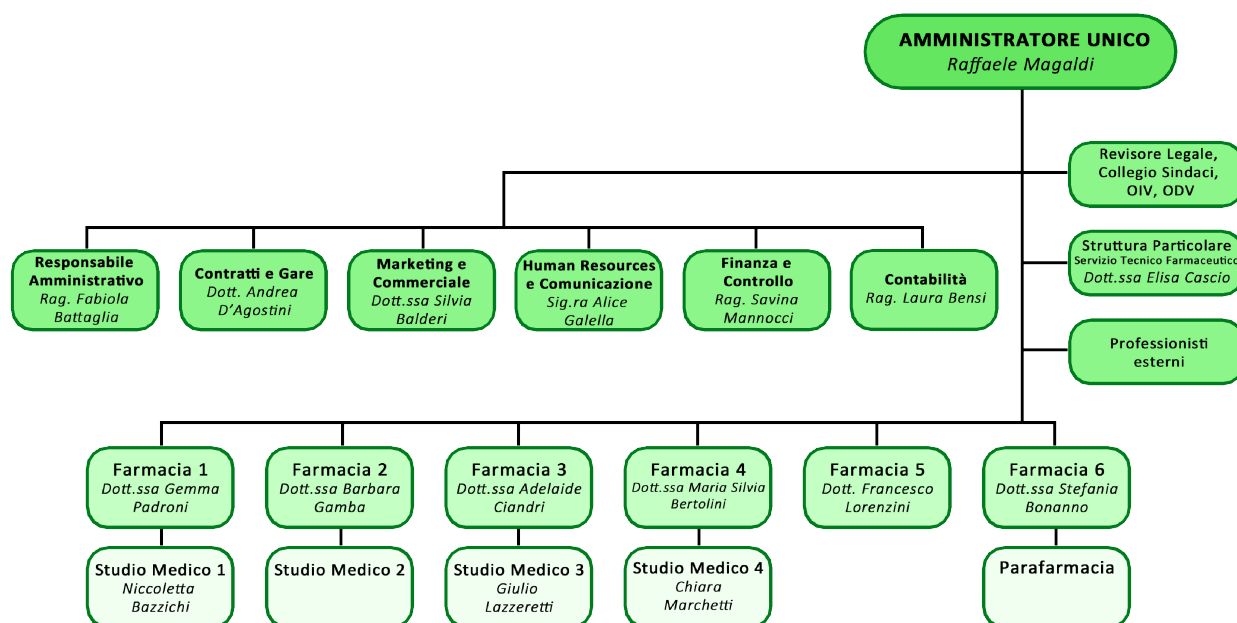 AMMINISTRATORE UNICO
Raffaele Magaldi
Revisore Legale,
Collegio Sindaci,
OIV, ODV
Struttura Particolare
Servizio Tecnico Farmaceutico
Dott.ssa Elisa Cascio
Professionisti
esterni
Responsabile
Amministrativo
Rag. Fabiola
Battaglia
Contratti e Gare
Dott. Andrea
D'Agostini
Marketing e
Commerciale
Dott.ssa Silvia
Balderi
Human Resources
e Comunicazione
Sig.ra Alice
Galella
Finanza e
Controllo
Rag. Savina
Mannocci
Contabilità
Rag. Laura Bensi
Farmacia 1
Dott.ssa Gemma
Padroni
Farmacia 2
Dott.ssa Barbara
Gamba
Farmacia 3
Dott.ssa Adelaide
Ciandri
Farmacia 4
Dott.ssa Maria Silvia
Bertolini
Farmacia 5
Dott. Francesco
Lorenzini
Farmacia 6
Dott.ssa Stefania
Bonanno
Studio Medico 1
Niccoletta
Bazzichi
Studio Medico 2
Studio Medico 3
Giulio
Lazzeretti
Studio Medico 4
Chiara
Marchetti
Parafarmacia